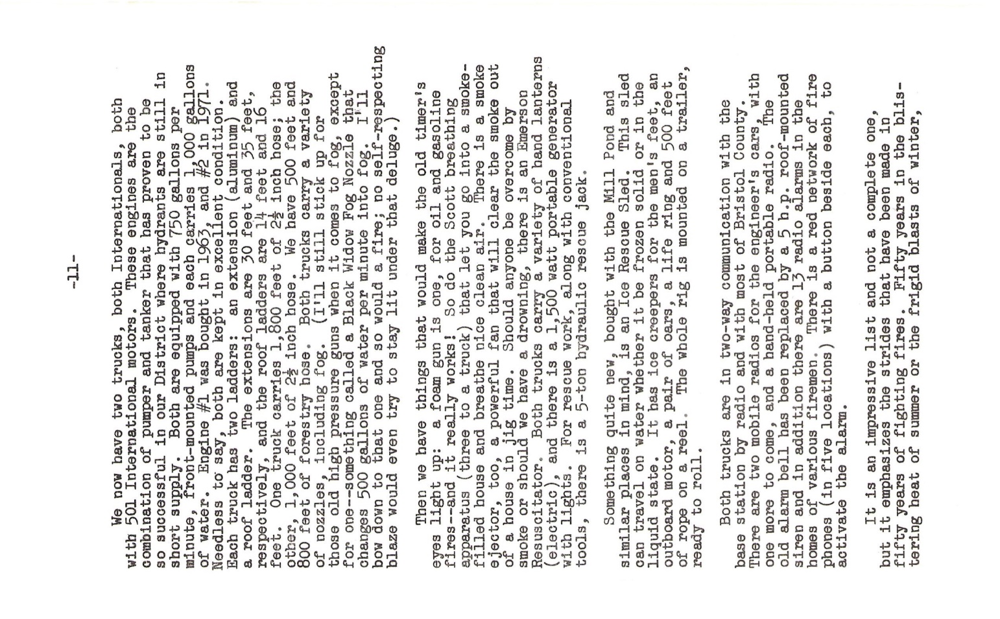 -11-
We now have two trucks, both Internationals, both
with 501 International motors. These engines are the
combination of pumper and tanker that has proven to be
so successful in our District where hydrants are still in
short supply. Both are equipped with 750 gallons per
minute, front-mounted pumps and each carries 1,000 gallons
of water. Engine #1 was bought in 1963, and #2 in 1971.
Needless to say, both are kept in excellent condition.
Each truck has two ladders: an extension (aluminum) and
a roof ladder. The extensions are 30 feet and 35 feet,
respectively, and the roof ladders are 14 feet and 16
feet. One truck carries 1,800 feet of 2½ inch hose; the
other, 1,000 feet of 2½ inch hose. We have 500 feet and
800 feet of forestry hose. Both trucks carry a variety
of nozzles, including fog. (I'll still stick up for
those old high pressure guns when it comes to fog, except
for one--something called a Black Widow Fog Nozzle that
changes 500 gallons of water per minute into fog. I'll
bow down to that one and so would a fire; no self-respecting
blaze would even try to stay lit under that deluge.)
Then we have things that would make the old timer's
eyes light up: a foam gun is one, for oil and gasoline
fires--and it really works! So do the Scott breathing
apparatus (three to a truck) that let you go into a smoke-
filled house and breathe nice clean air. There is a smoke
ejector, too, a powerful fan that will clear the smoke out
of a house in jig time. Should anyone be overcome by
smoke or should we have a drowning, there is an Emerson
Resuscitator. Both trucks carry a variety of hand lanterns
(electric), and there is a 1,500 watt portable generator
with lights. For rescue work, along with conventional
tools, there is a 5-ton hydraulic rescue jack.
Something quite new, bought with the Mill Pond and
similar places in mind, is an Ice Rescue Sled. This sled
can travel on water whether it be frozen solid or in the
liquid state. It has ice creepers for the men's feet, an
outboard motor, a pair of oars, a life ring and 500 feet
of rope on a reel. The whole rig is mounted on a trailer,
ready to roll.
Both trucks are in two-way communication with the
base station by radio and with most of Bristol County.
There are two mobile radios for the engineer's cars, with
one more to come, and a hand-held portable radio. The
old alarm bell has been replaced by a 5 h.p. roof-mounted
siren and in addition there are 13 radio alarms in the
homes of various firemen. There is a red network of fire
phones (in five locations) with a button beside each, to
activate the alarm.
It is an impressive list and not a complete one,
but it emphasizes the strides that have been made in
fifty years of fighting fires. Fifty years in the blis-
tering heat of summer or the frigid blasts of winter,